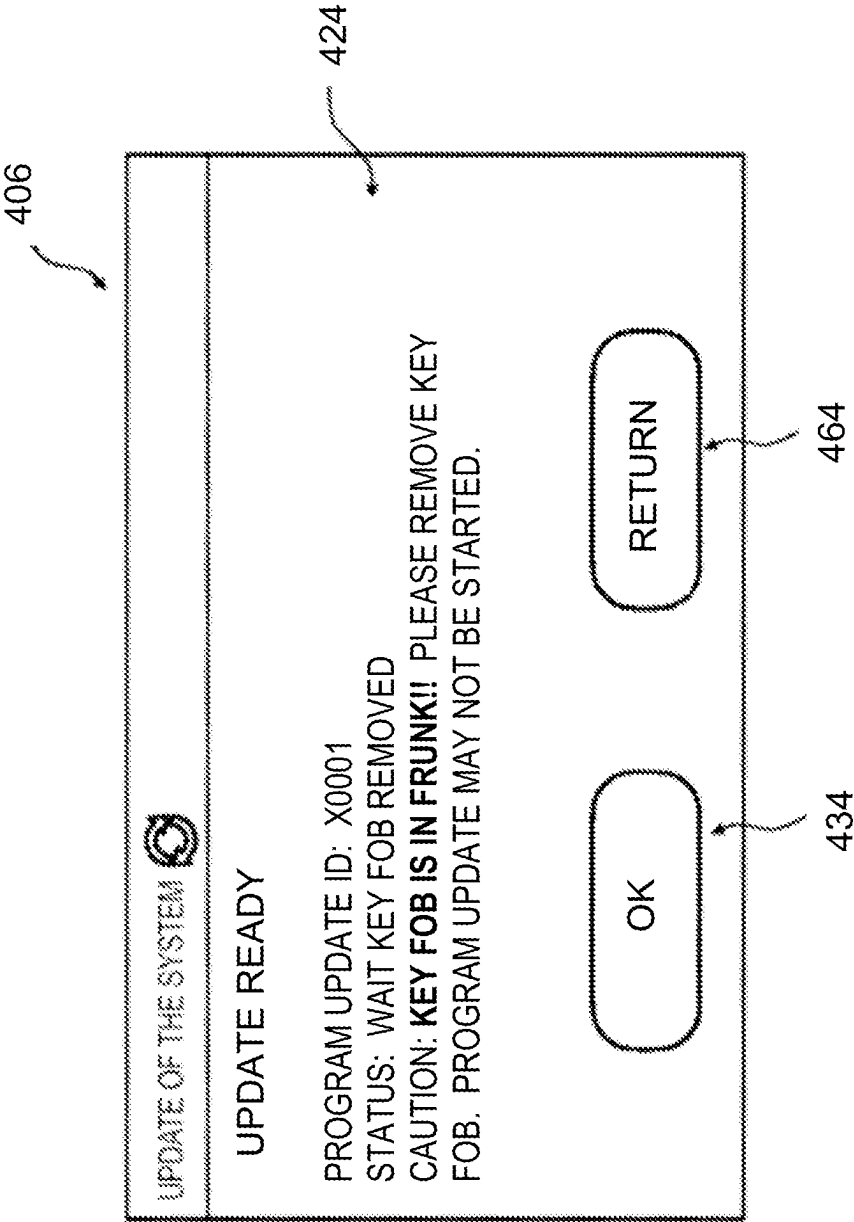 406
424
UPDATE OF THE SYSTEM
UPDATE READY
PROGRAM UPDATE ID: X0001
STATUS: WAIT KEY FOB REMOVED
CAUTION: KEY FOB IS IN FRUNK!! PLEASE REMOVE KEY
FOB. PROGRAM UPDATE MAY NOT BE STARTED.
OK
RETURN
434
464